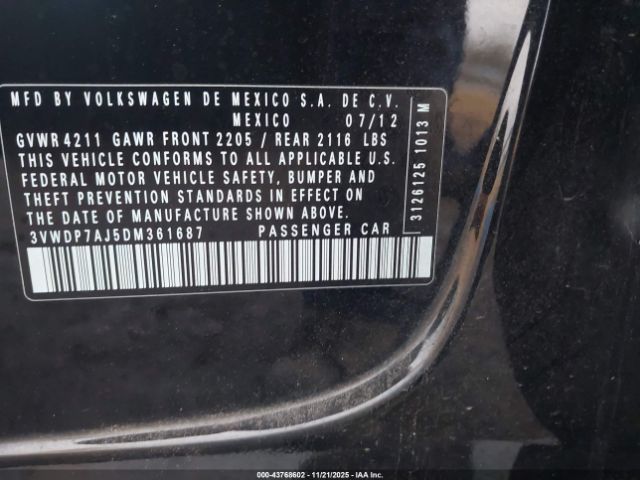 MFD BY VOLKSWAGEN DE MEXICO S.A. DE C.V.
MEXICO 07/12
GVWR 4211 GAWR FRONT 2205 / REAR 2116 LBS
THIS VEHICLE CONFORMS TO ALL APPLICABLE U.S.
FEDERAL MOTOR VEHICLE SAFETY, BUMPER AND
THEFT PREVENTION STANDARDS IN EFFECT ON
THE DATE OF MANUFACTURE SHOWN ABOVE.
3VWDP7AJ5DM361687 PASSENGER CAR
3126125 1013 M
000-43768602 - 11/21/2025 - IAA Inc.